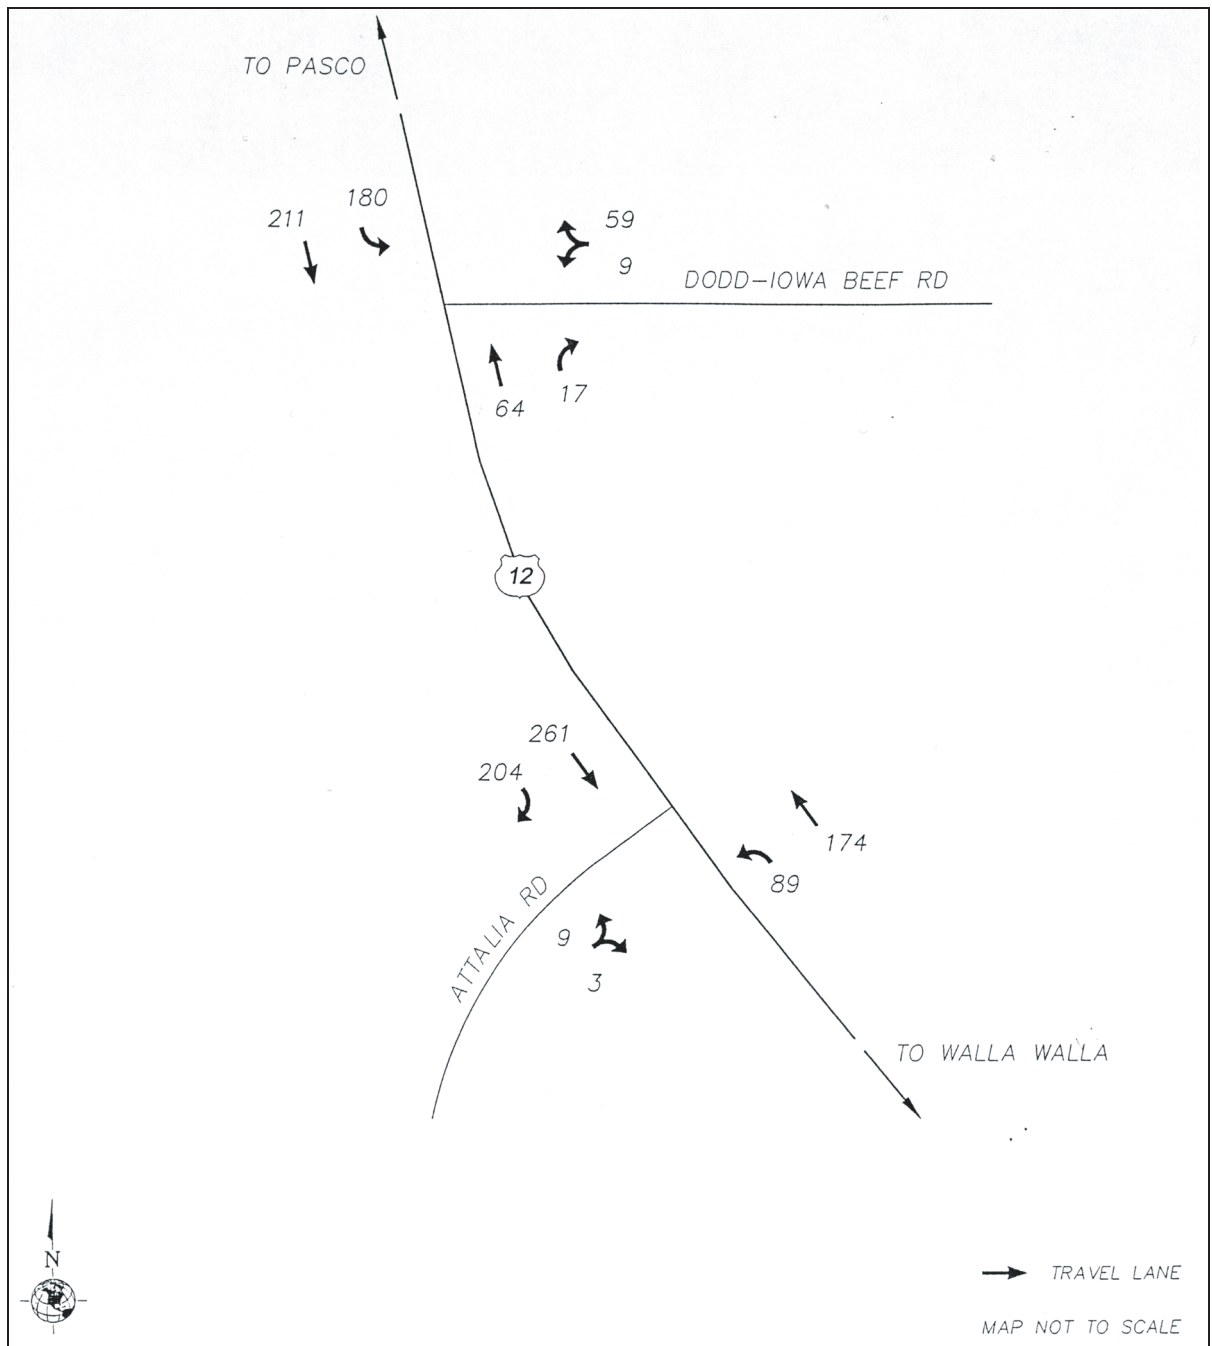 TO PASCO
180
211
59
9
DODD-IOWA BEEF RD
17
64
12
261
204
174
89
ATTALIA RD
9
3
TO WALLA WALLA
N
TRAVEL LANE
MAP NOT TO SCALE